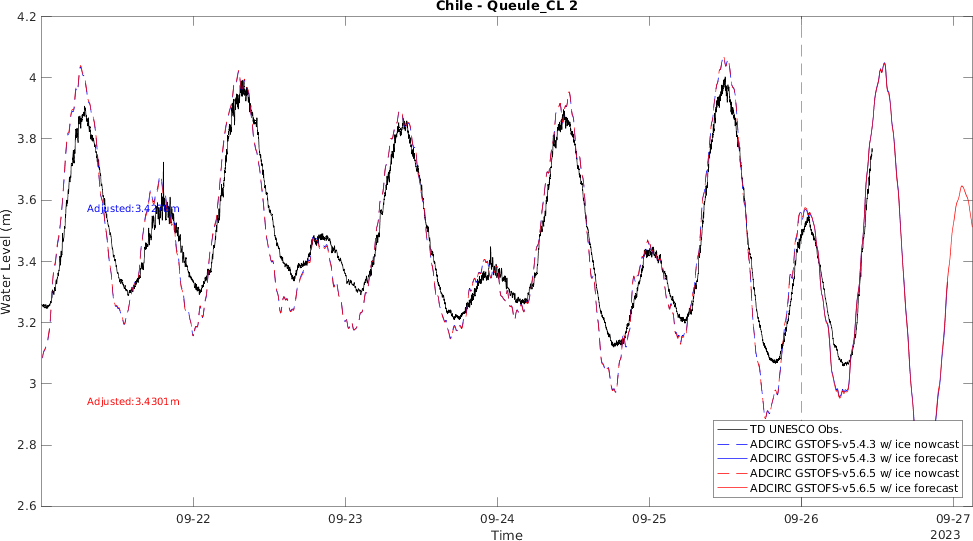 Chile - Queule_CL 2
4.2
4
3.8
3.6
3.4
3.2
3
2.8
2.6
Water Level (m)
Adjusted:3.4301m
TD UNESCO Obs.
ADCIRC GSTOFS-v5.4.3 w/ ice nowcast
ADCIRC GSTOFS-v5.4.3 w/ ice forecast
ADCIRC GSTOFS-v5.6.5 w/ ice nowcast
ADCIRC GSTOFS-v5.6.5 w/ ice forecast
09-22
09-23
09-24
09-25
09-26
09-27
Time
2023